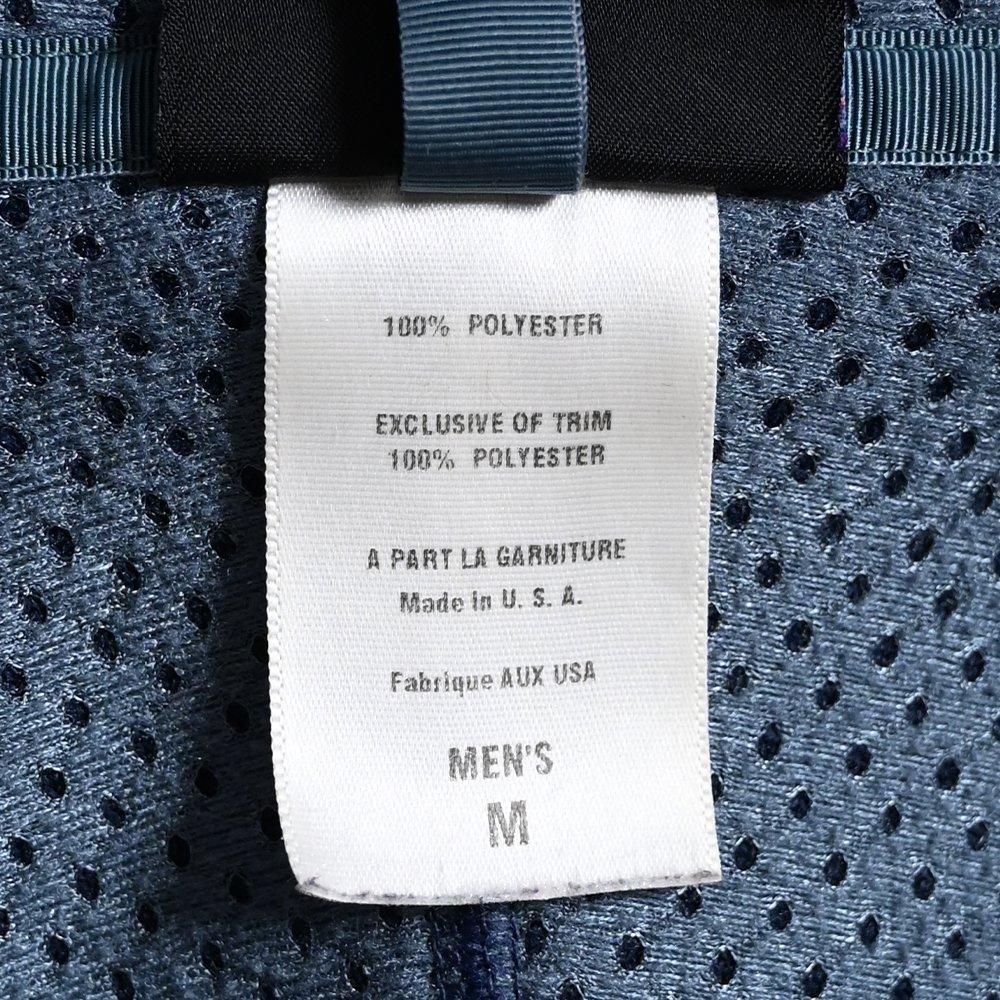 100% POLYESTER
EXCLUSIVE OF TRIM
100% POLYESTER
A PART LA GARNITURE
Made in U. S. A.
Fabrique AUX USA
MEN'S
M